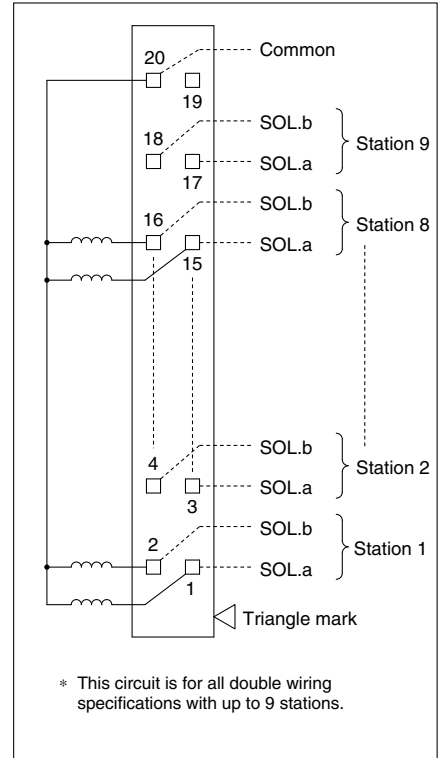 20
Common
19
SOL.b
18
Station 9
SOL.a
17
SOL.b
16
Station 8
SOL.a
15
SOL.b
4
Station 2
SOL.a
3
SOL.b
2
Station 1
SOL.a
1
Triangle mark
* This circuit is for all double wiring
specifications with up to 9 stations.